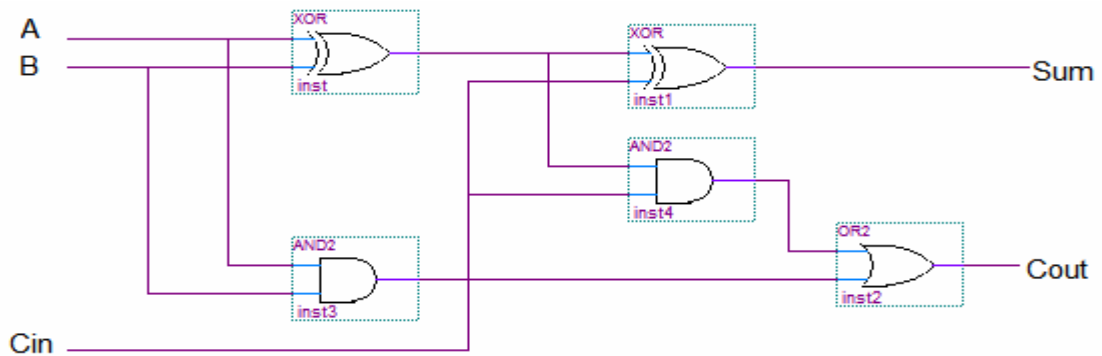 A
B
XOR
inst
XOR
inst1
Sum
AND2
inst4
AND2
inst3
OR2
inst2
Cout
Cin